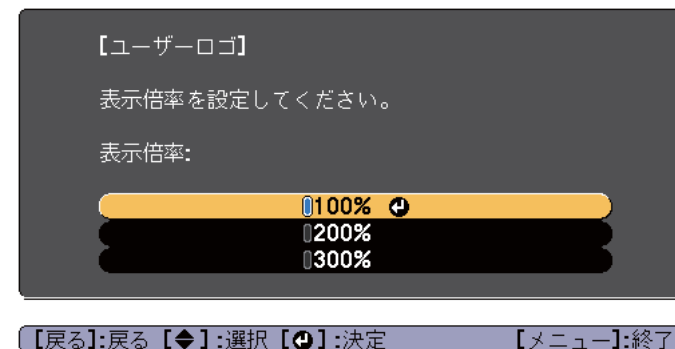 【ユーザーロゴ】
表示倍率を設定してください。
表示倍率:
100%
200%
300%
【戻る】:戻る 【◆】:選択 【⏎】:決定 【メニュー】:終了